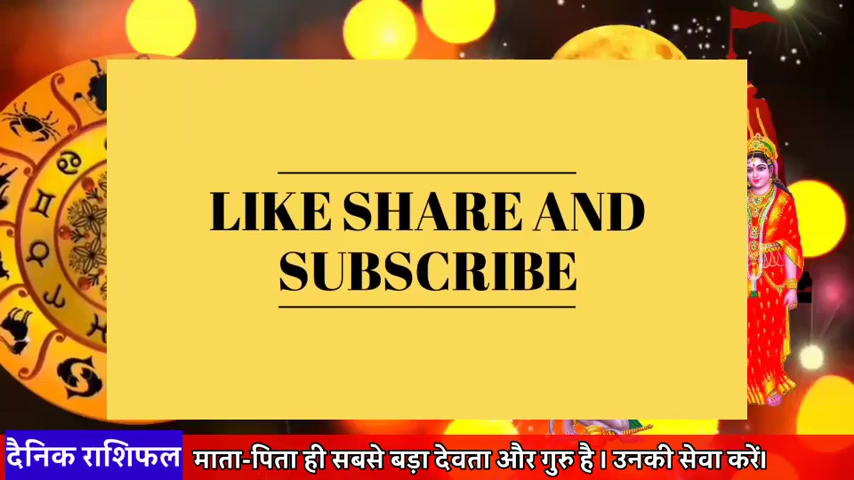 LIKE SHARE AND
SUBSCRIBE
दैनिक राशिफल
माता-पिता ही सबसे बड़ा देवता और गुरु है। उनकी सेवा करें।